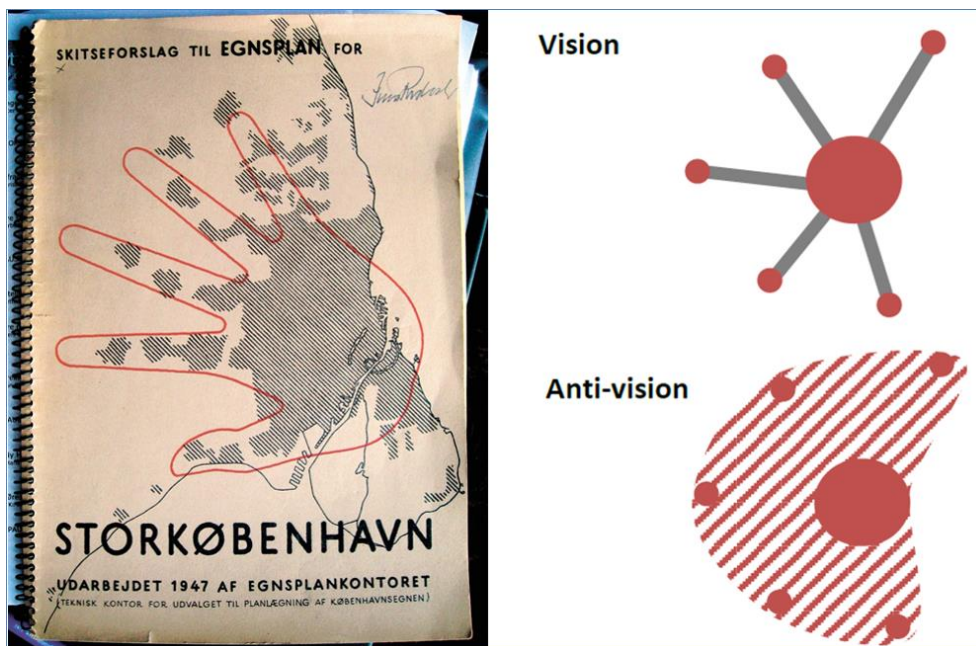 SKITSEFORSLAG TIL EGNSPLAN FOR
STORKØBENHAVN
UDARBEJDET 1947 AF EGNSPLANKONTORET
(TEKNISK KONTOR FOR UDVALGET TIL PLANLÆGNING AF KØBENHAVNSEGNEN)
Vision
Anti-vision